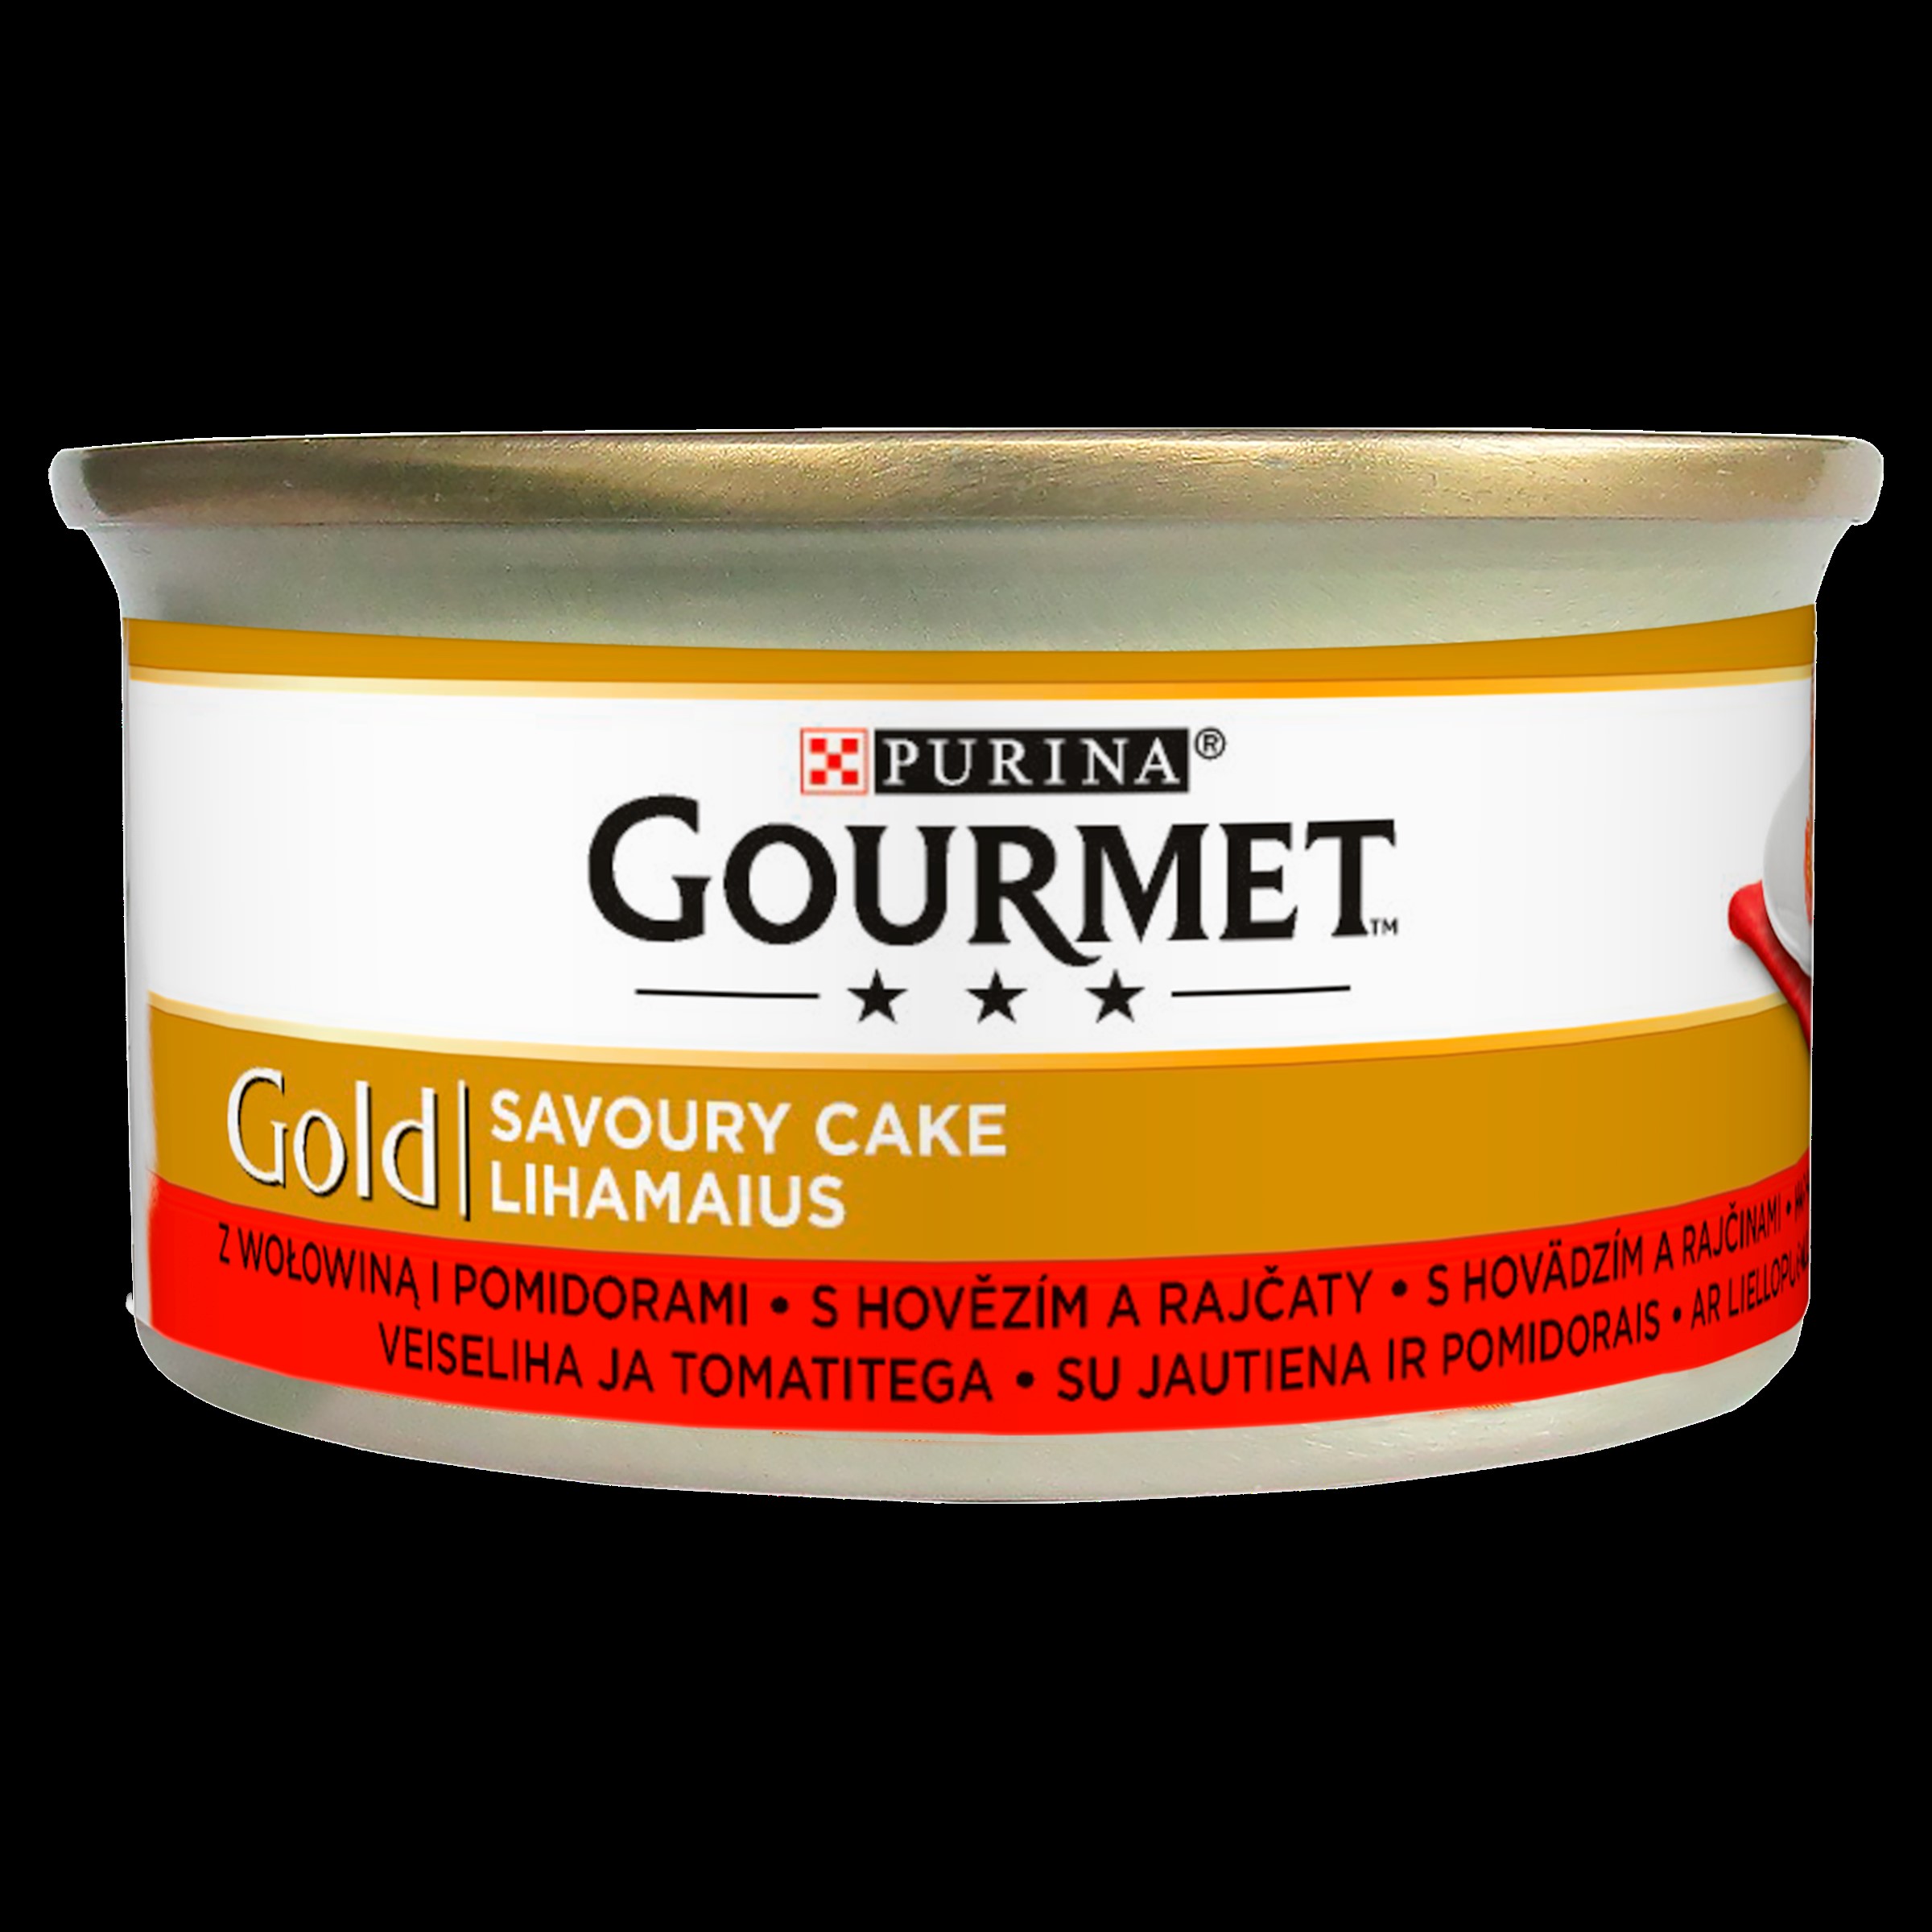 PURINA®
GOURMET™
Gold
SAVOURY CAKE
LIHAMAIUS
Z WOŁOWINĄ I POMIDORAMI • S HOVĚZÍM A RAJČATY • S HOVÄDZÍM A RAJČINAMI •
VEISELIHA JA TOMATITEGA • SU JAUTIENA IR POMIDORAIS • AR